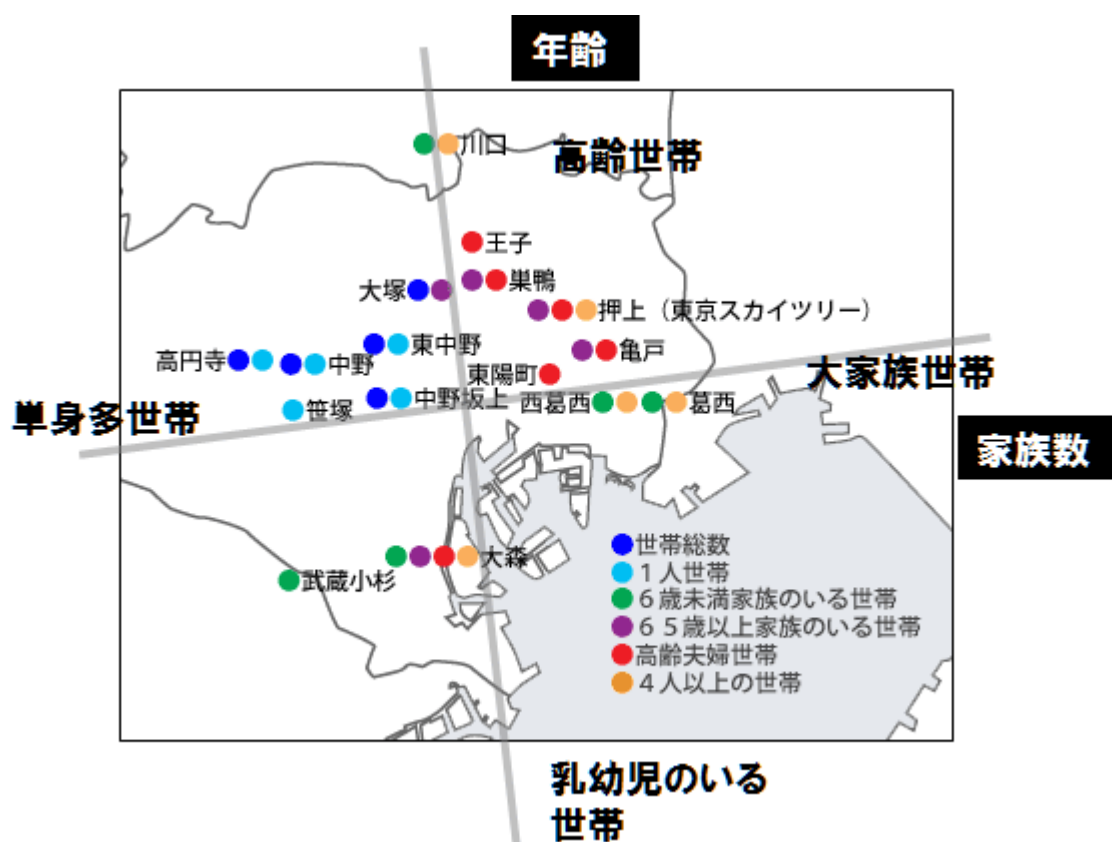 年齢
川口
高齢世帯
王子
巣鴨
大塚
押上（東京スカイツリー）
東中野
亀戸
高円寺
中野
東陽町
大家族世帯
単身多世帯
笹塚
中野坂上
西葛西
葛西
家族数
世帯総数
１人世帯
６歳未満家族のいる世帯
６５歳以上家族のいる世帯
高齢夫婦世帯
４人以上の世帯
大森
武蔵小杉
乳幼児のいる
世帯